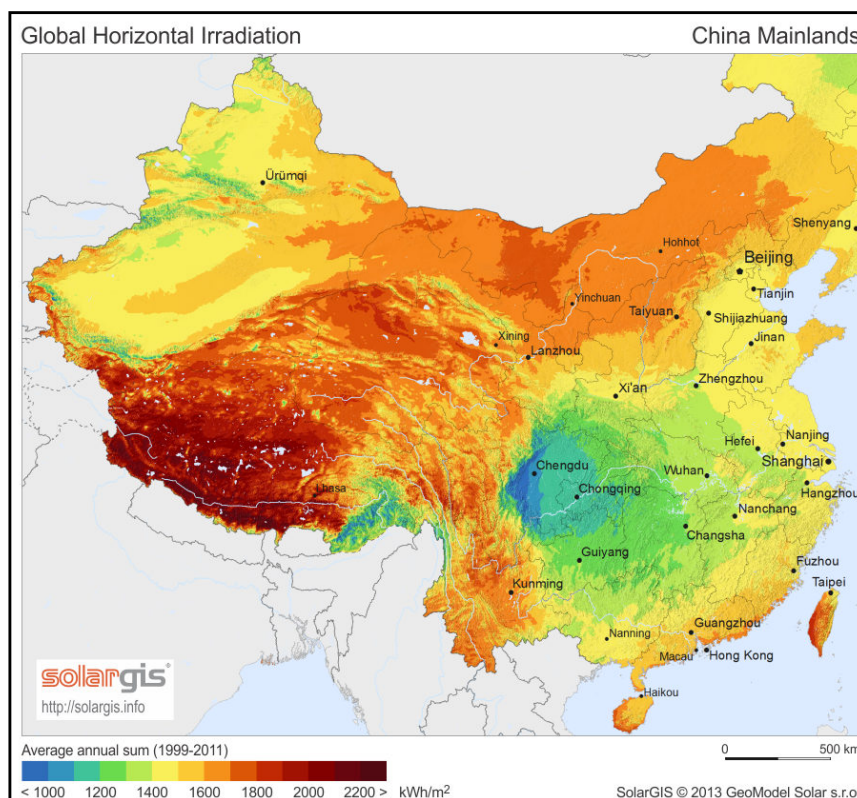 Global Horizontal Irradiation
China Mainlands
Ürümqi
Shenyang
Hohhot
Beijing
Tianjin
Yinchuan
Taiyuan
Shijiazhuang
Xining
Jinan
Lanzhou
Xi'an
Zhengzhou
Hefei
Nanjing
Chengdu
Wuhan
Shanghai
Lhasa
Chongqing
Hangzhou
Nanchang
Changsha
Guiyang
Fuzhou
Kunming
Taipei
Nanning
Guangzhou
Macau
Hong Kong
Haikou
solargis
http://solargis.info
Average annual sum (1999-2011)
0 500 km
< 1000 1200 1400 1600 1800 2000 2200 > kWh/m²
SolarGIS © 2013 GeoModel Solar s.r.o